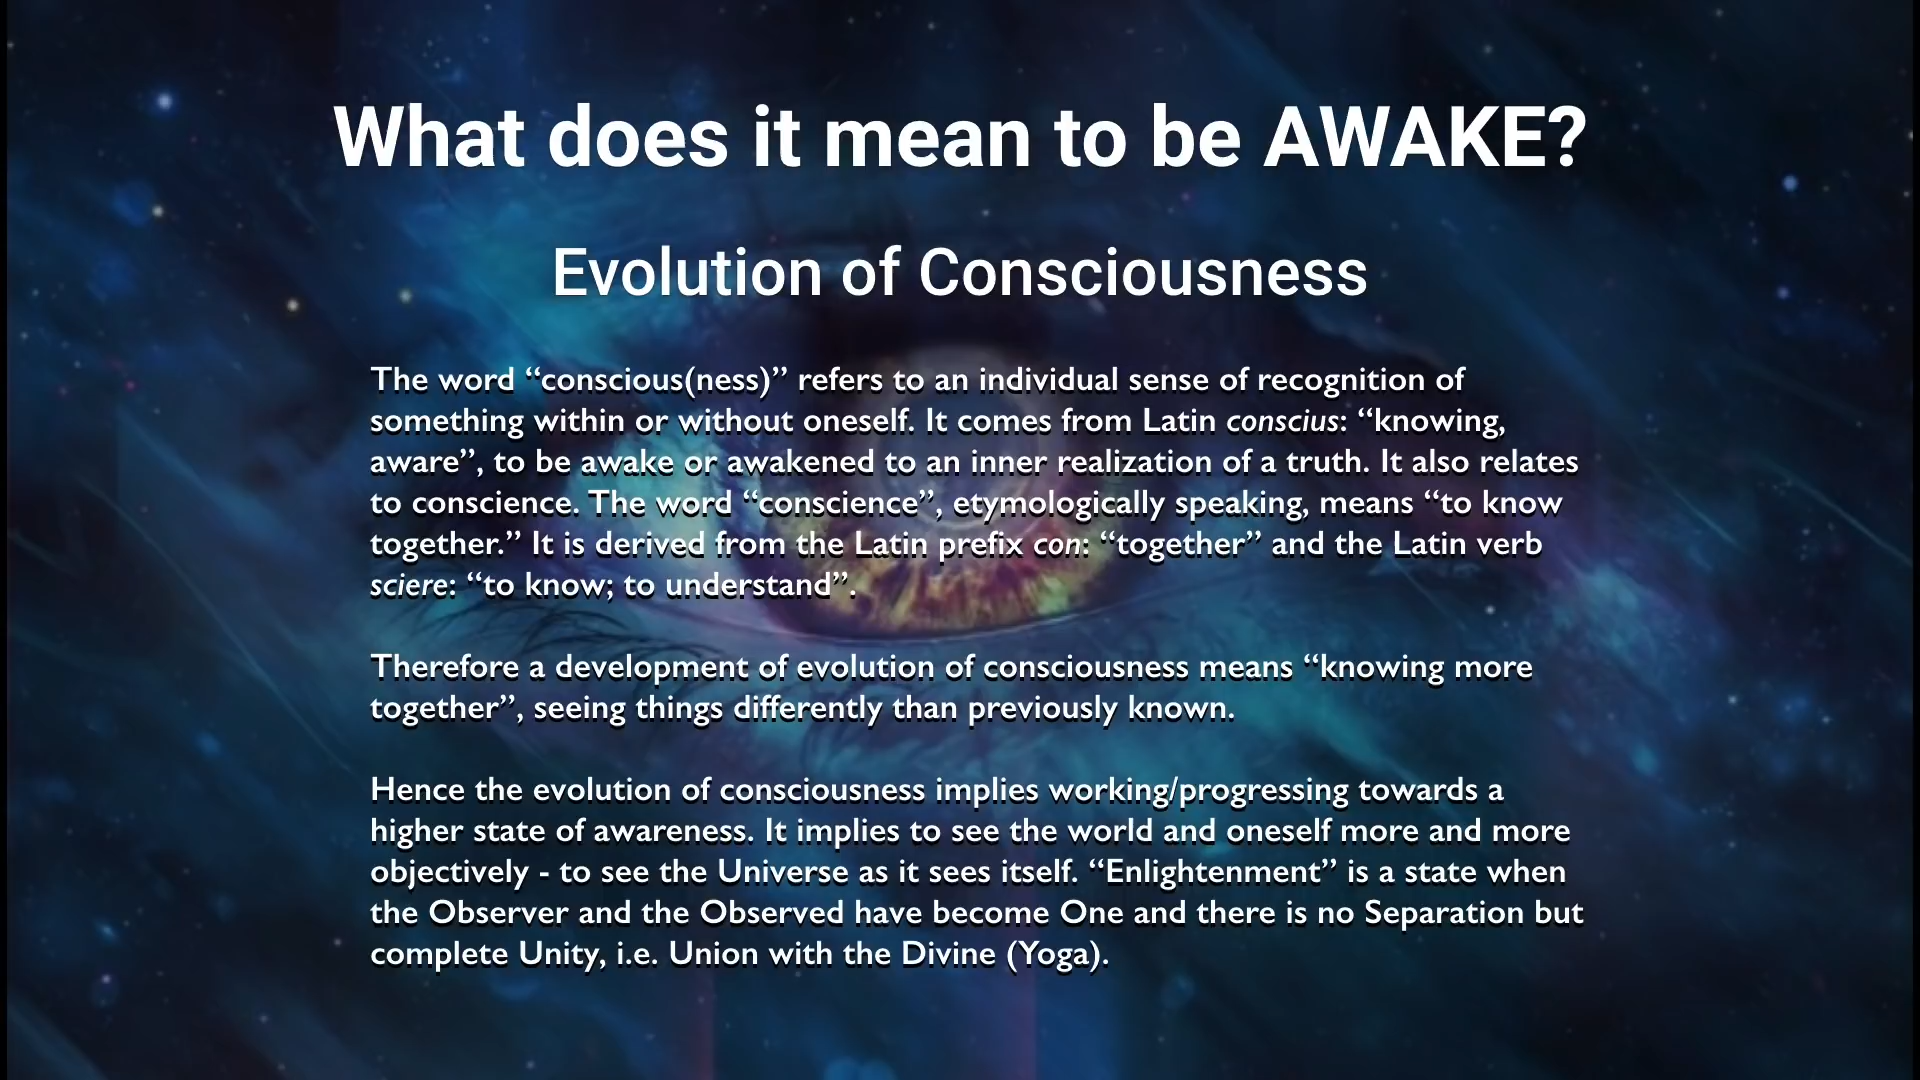 What does it mean to be AWAKE?
Evolution of Consciousness
The word “conscious(ness)” refers to an individual sense of recognition of
something within or without oneself. It comes from Latin conscius: “knowing,
aware”, to be awake or awakened to an inner realization of a truth. It also relates
to conscience. The word “conscience”, etymologically speaking, means “to know
together.” It is derived from the Latin prefix con: “together” and the Latin verb
sciere: “to know; to understand”.
Therefore a development of evolution of consciousness means “knowing more
together”, seeing things differently than previously known.
Hence the evolution of consciousness implies working/progressing towards a
higher state of awareness. It implies to see the world and oneself more and more
objectively - to see the Universe as it sees itself. “Enlightenment” is a state when
the Observer and the Observed have become One and there is no Separation but
complete Unity, i.e. Union with the Divine (Yoga).